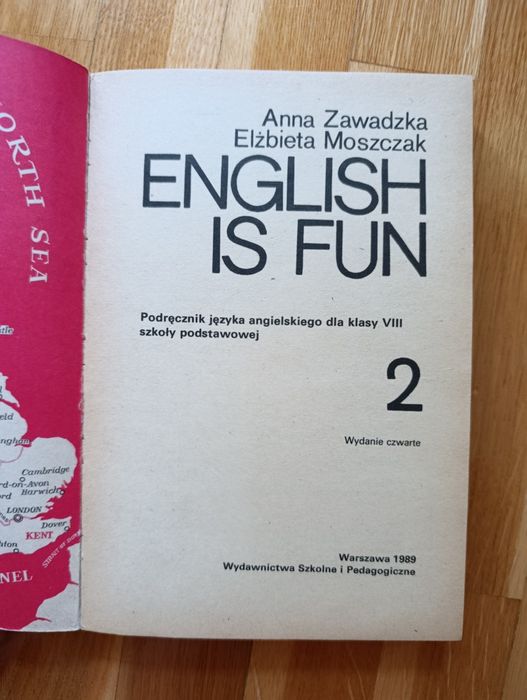 NORTH SEA
Cambridge
Harwich
LONDON
Dover
KENT
Anna Zawadzka
Elżbieta Moszczak
ENGLISH
IS FUN
Podręcznik języka angielskiego dla klasy VIII
szkoły podstawowej
2
Wydanie czwarte
Warszawa 1989
Wydawnictwa Szkolne i Pedagogiczne